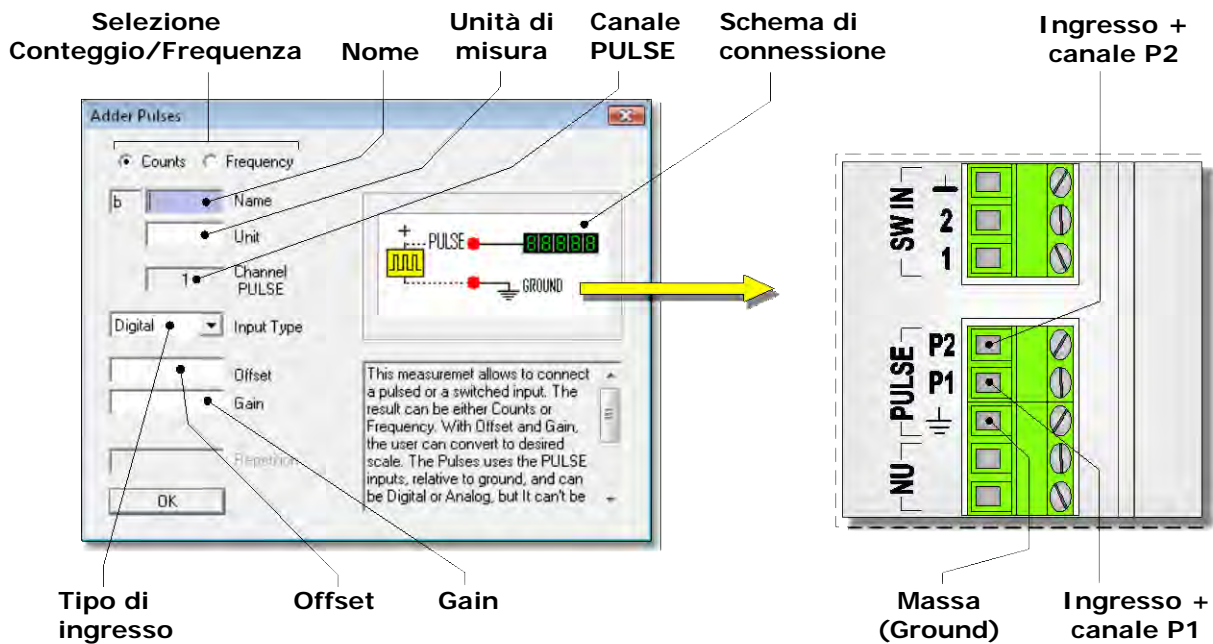 Selezione
Conteggio/Frequenza
Nome
Unità di
misura
Canale
PULSE
Schema di
connessione
Ingresso +
canale P2
Adder Pulses
Counts
Frequency
b
Name
Unit
1
Channel
PULSE
Digital
Input Type
Offset
Gain
Repetition
OK
+
PULSE
88888
GROUND
This measuremet allows to connect
a pulsed or a switched input. The
result can be either Counts or
Frequency. With Offset and Gain,
the user can convert to desired
scale. The Pulses uses the PULSE
inputs, relative to ground, and can
be Digital or Analog, but It can't be
SW IN
2
1
PULSE
P2
P1
NU
Tipo di
ingresso
Offset
Gain
Massa
(Ground)
Ingresso +
canale P1